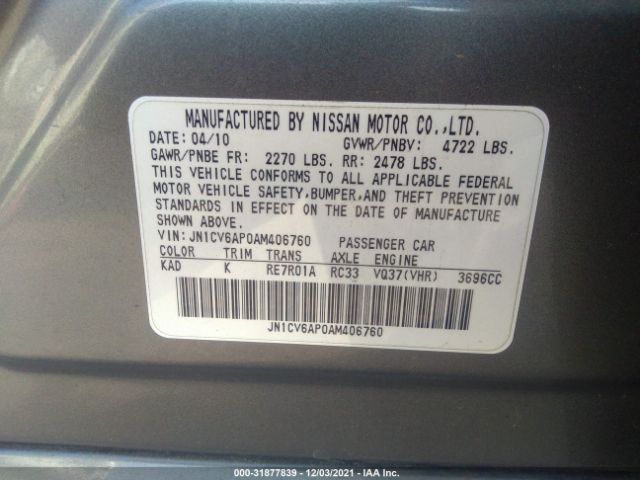 MANUFACTURED BY NISSAN MOTOR CO.,LTD.
DATE: 04/10 GVWR/PNBV: 4722 LBS.
GAWR/PNBE FR: 2270 LBS. RR: 2478 LBS.
THIS VEHICLE CONFORMS TO ALL APPLICABLE FEDERAL
MOTOR VEHICLE SAFETY,BUMPER,AND THEFT PREVENTION
STANDARDS IN EFFECT ON THE DATE OF MANUFACTURE
SHOWN ABOVE.
VIN: JN1CV6AP0AM406760 PASSENGER CAR
COLOR TRIM TRANS AXLE ENGINE
KAD K RE7R01A RC33 VQ37(VHR) 3696CC
JN1CV6AP0AM406760
000-31877839 - 12/03/2021 - IAA Inc.